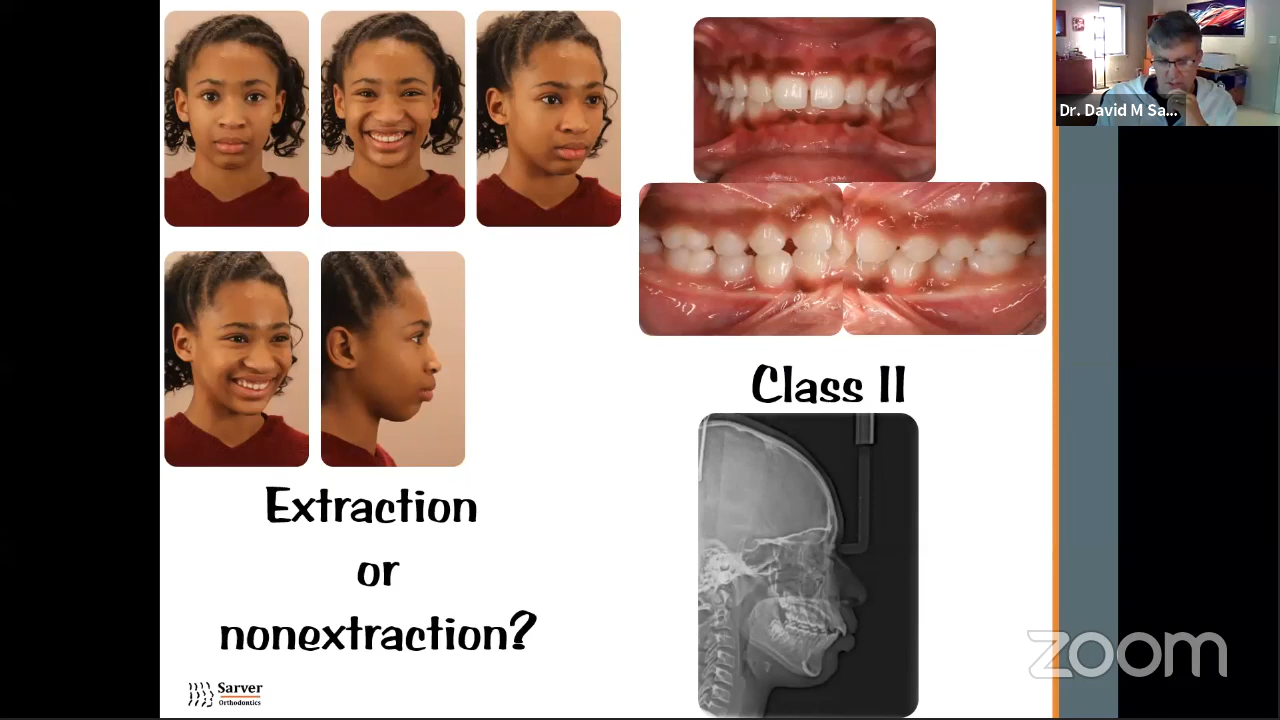 Dr. David M Sa...
Class II
Extraction
or
nonextraction?
Sarver
Orthodontics
zoom